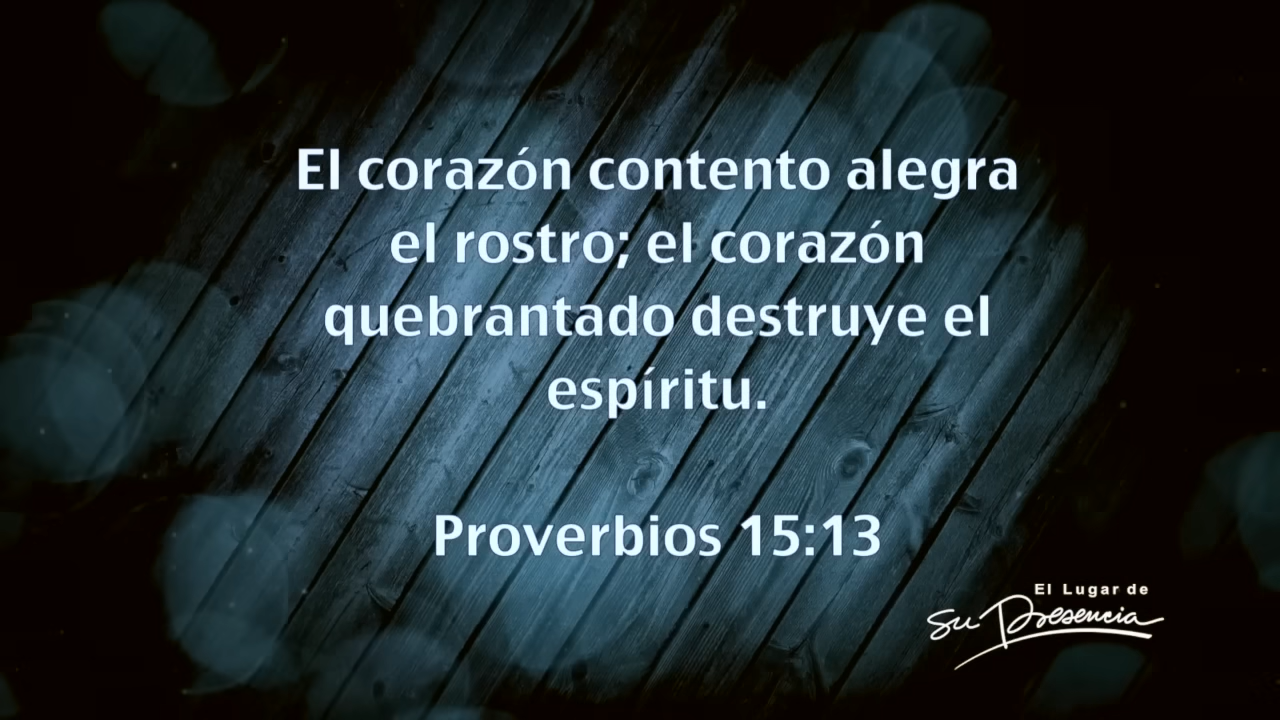 El corazón contento alegra
el rostro; el corazón
quebrantado destruye el
espíritu.
Proverbios 15:13
El Lugar de
Su Presencia